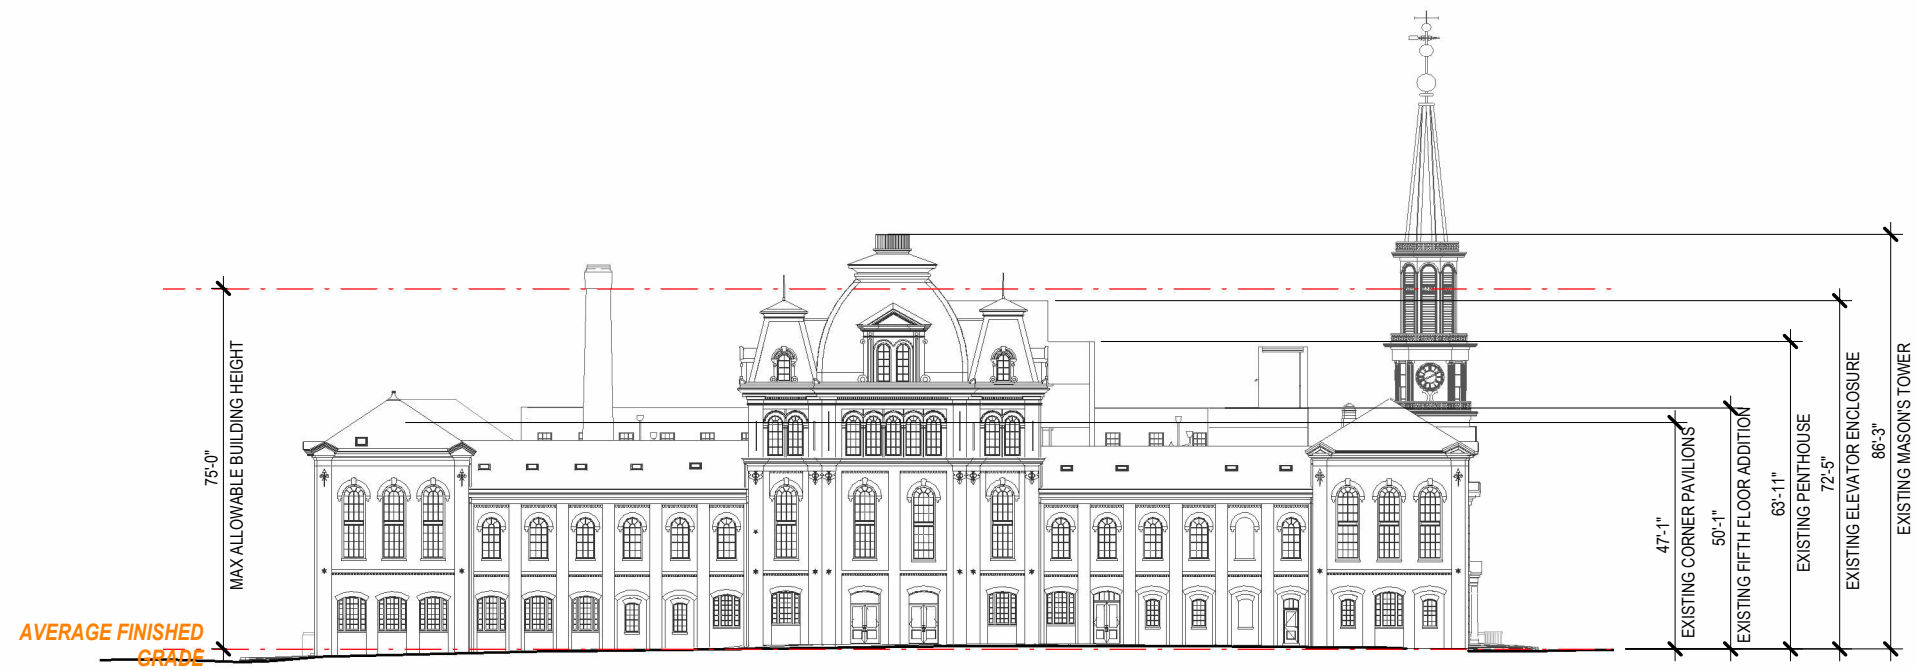 75'-0"
MAX ALLOWABLE BUILDING HEIGHT
AVERAGE FINISHED
GRADE
47'-1"
EXISTING CORNER PAVILIONS
50'-1"
EXISTING FIFTH FLOOR ADDITION
63'-11"
EXISTING PENTHOUSE
72'-5"
EXISTING ELEVATOR ENCLOSURE
86'-3"
EXISTING MASON'S TOWER